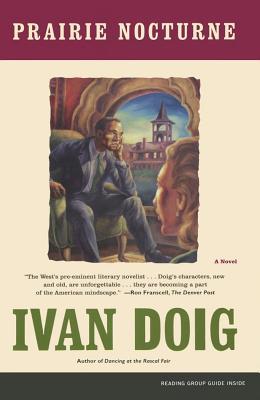 PRAIRIE NOCTURNE
A Novel
"The West's pre-eminent literary novelist . . . Doig's characters, new
and old, are unforgettable . . . they are becoming a part
of the American mindscape." —Ron Franscell, The Denver Post
IVAN DOIG
Author of Dancing at the Rascal Fair
READING GROUP GUIDE INSIDE